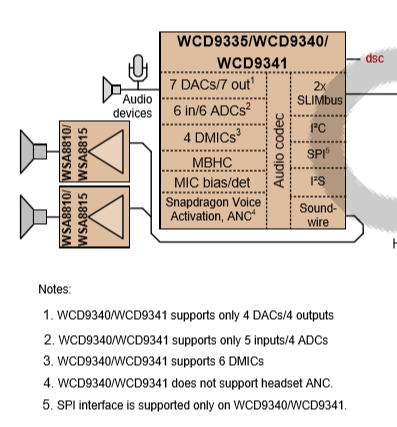 WCD9335/WCD9340/
WCD9341
dsc
7 DACs/7 out¹
2x
SLIMbus
Audio
devices
6 in/6 ADCs²
4 DMICs³
I²C
MBHC
SPI⁵
MIC bias/det
I²S
Snapdragon Voice
Activation, ANC⁴
Sound-
wire
Audio codec
WSA8810/
WSA8815
WSA8810/
WSA8815
Notes:
1. WCD9340/WCD9341 supports only 4 DACs/4 outputs
2. WCD9340/WCD9341 supports only 5 inputs/4 ADCs
3. WCD9340/WCD9341 supports 6 DMICs
4. WCD9340/WCD9341 does not support headset ANC.
5. SPI interface is supported only on WCD9340/WCD9341.